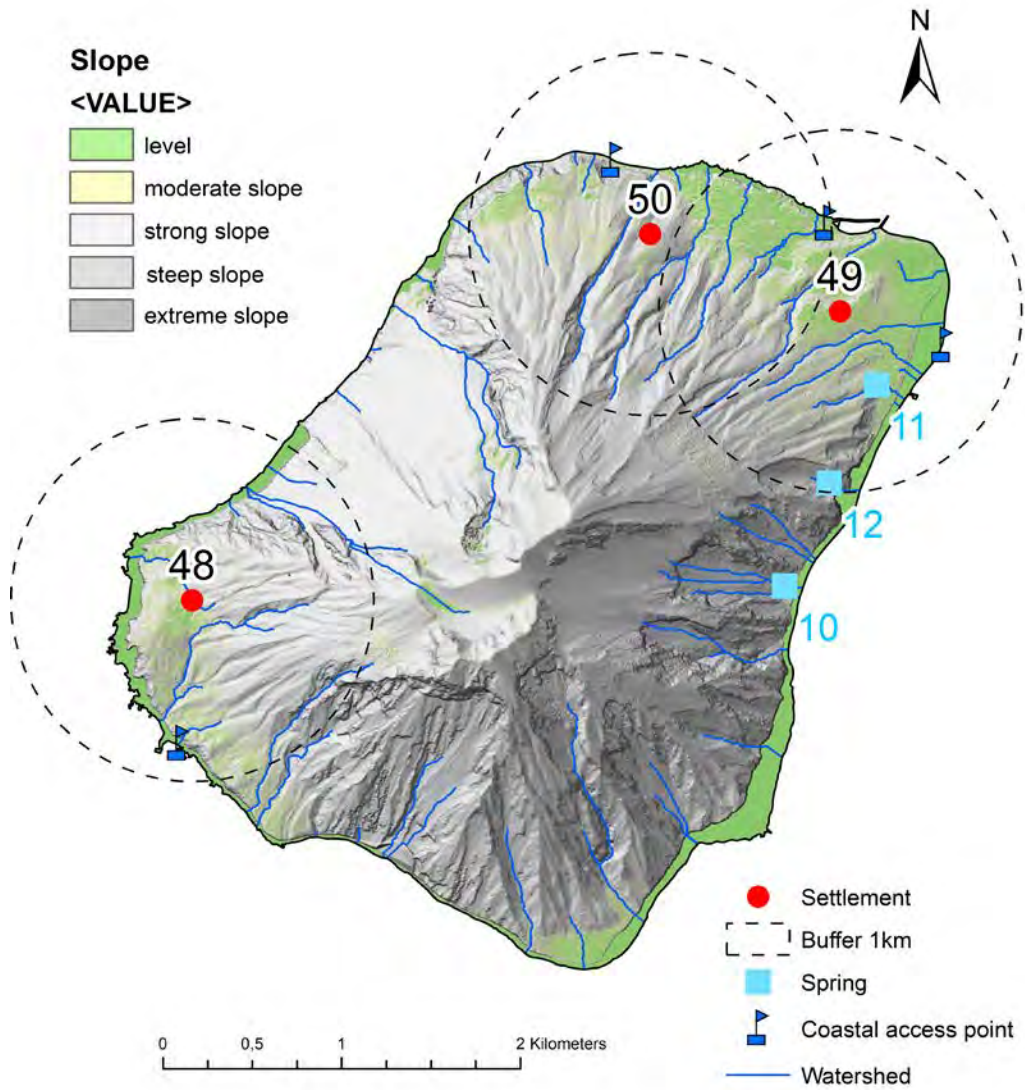 Slope
<VALUE>
level
moderate slope
strong slope
steep slope
extreme slope
N
50
49
11
12
48
10
0 0,5 1 2 Kilometers
Settlement
Buffer 1km
Spring
Coastal access point
Watershed